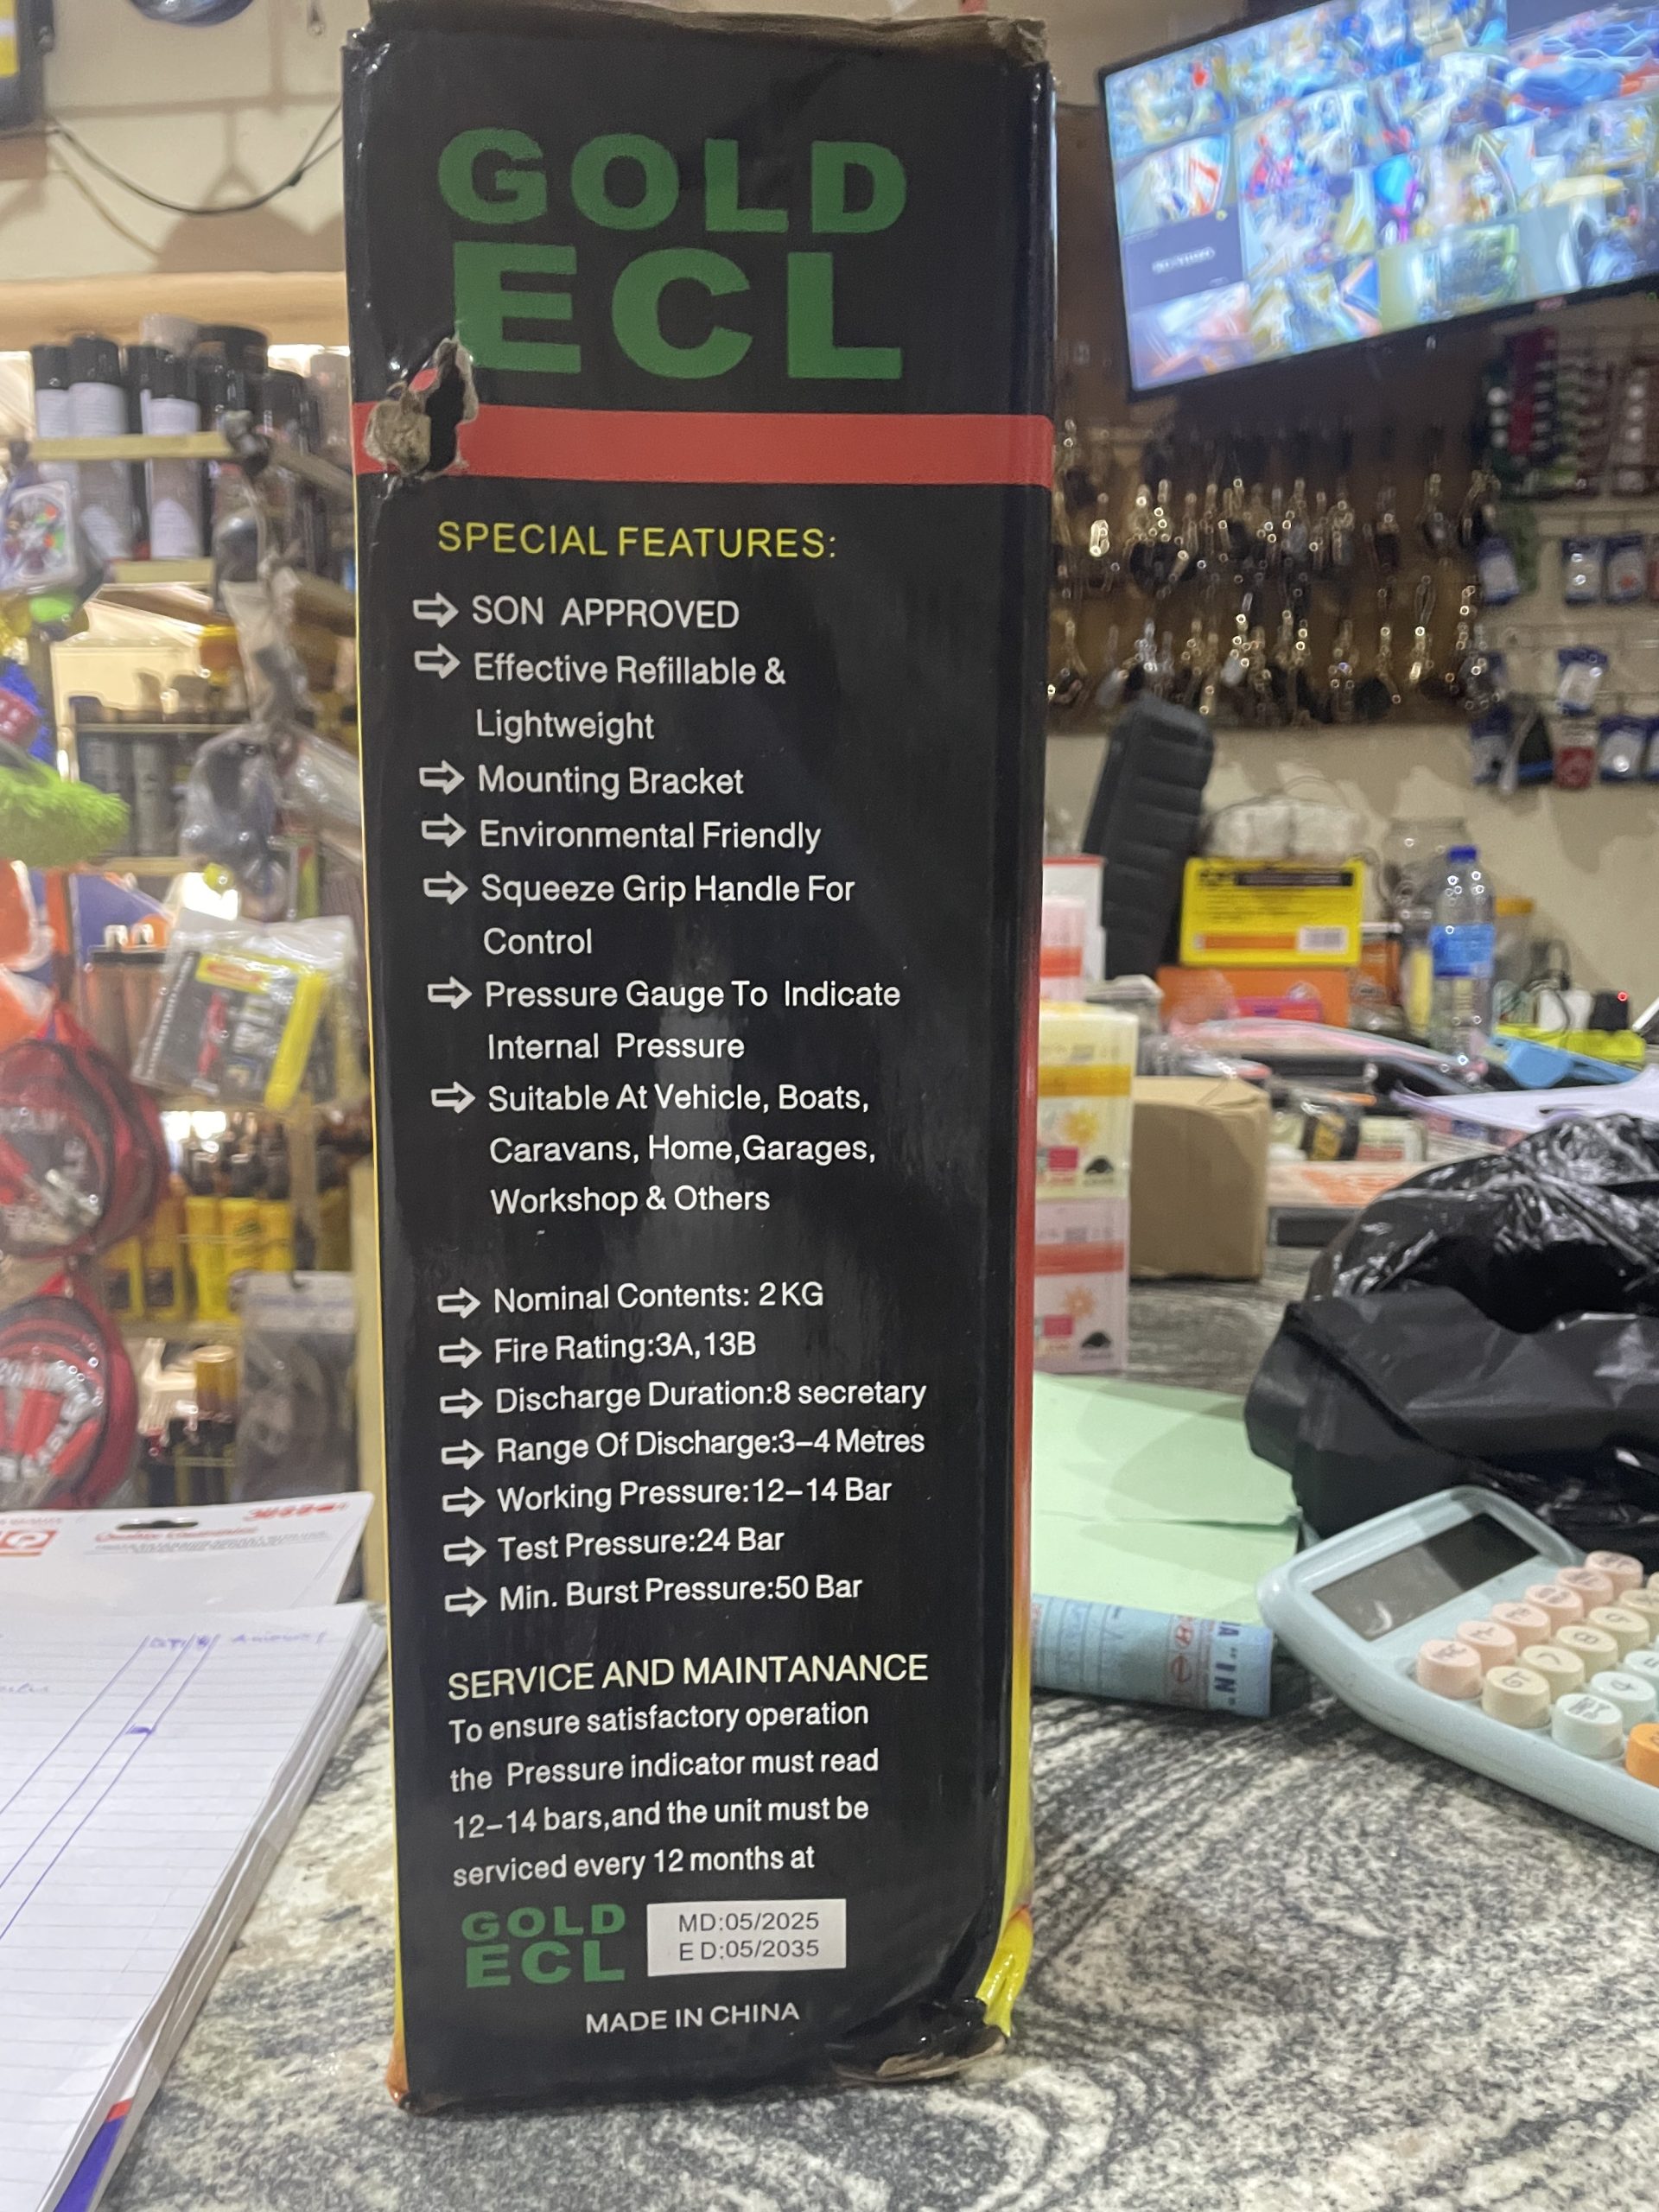 GOLD
ECL
SPECIAL FEATURES:
SON APPROVED
Effective Refillable &
Lightweight
Mounting Bracket
Environmental Friendly
Squeeze Grip Handle For
Control
Pressure Gauge To Indicate
Internal Pressure
Suitable At Vehicle, Boats,
Caravans, Home,Garages,
Workshop & Others
Nominal Contents: 2KG
Fire Rating:3A,13B
Discharge Duration:8 secretary
Range Of Discharge:3–4 Metres
Working Pressure:12–14 Bar
Test Pressure:24 Bar
Min. Burst Pressure:50 Bar
SERVICE AND MAINTANANCE
To ensure satisfactory operation
the Pressure indicator must read
12–14 bars,and the unit must be
serviced every 12 months at
GOLD
ECL
MD:05/2025
ED:05/2035
MADE IN CHINA